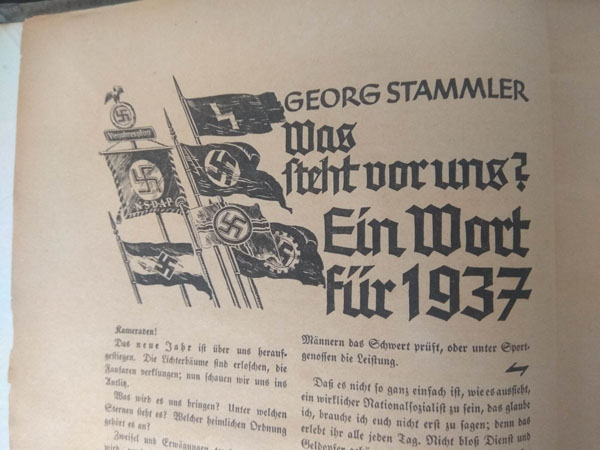 GEORG STAMMLER
Was
steht vor uns?
Ein Wort
für 1937
N.S.D.A.P.
Kameraden!
Das neue Jahr ist über uns herauf-
gestiegen. Die Lichterbäume sind erloschen, die
Fanfaren verklungen; nun schauen wir uns ins
Antlitz.
Was wird es uns bringen? Unter welchen
Sternen steht es? Welcher heimlichen Ordnung
gehört es an?
Zweifel und Erwägungen
Männern das Schwert prüft, oder unter Sport-
genossen die Leistung.
Daß es nicht so ganz einfach ist, wie es aussieht,
ein wirklicher Nationalsozialist zu sein, das glaube
ich, brauche ich euch nicht erst zu sagen; denn das
erlebt ihr alle jeden Tag. Nicht bloß Dienst und